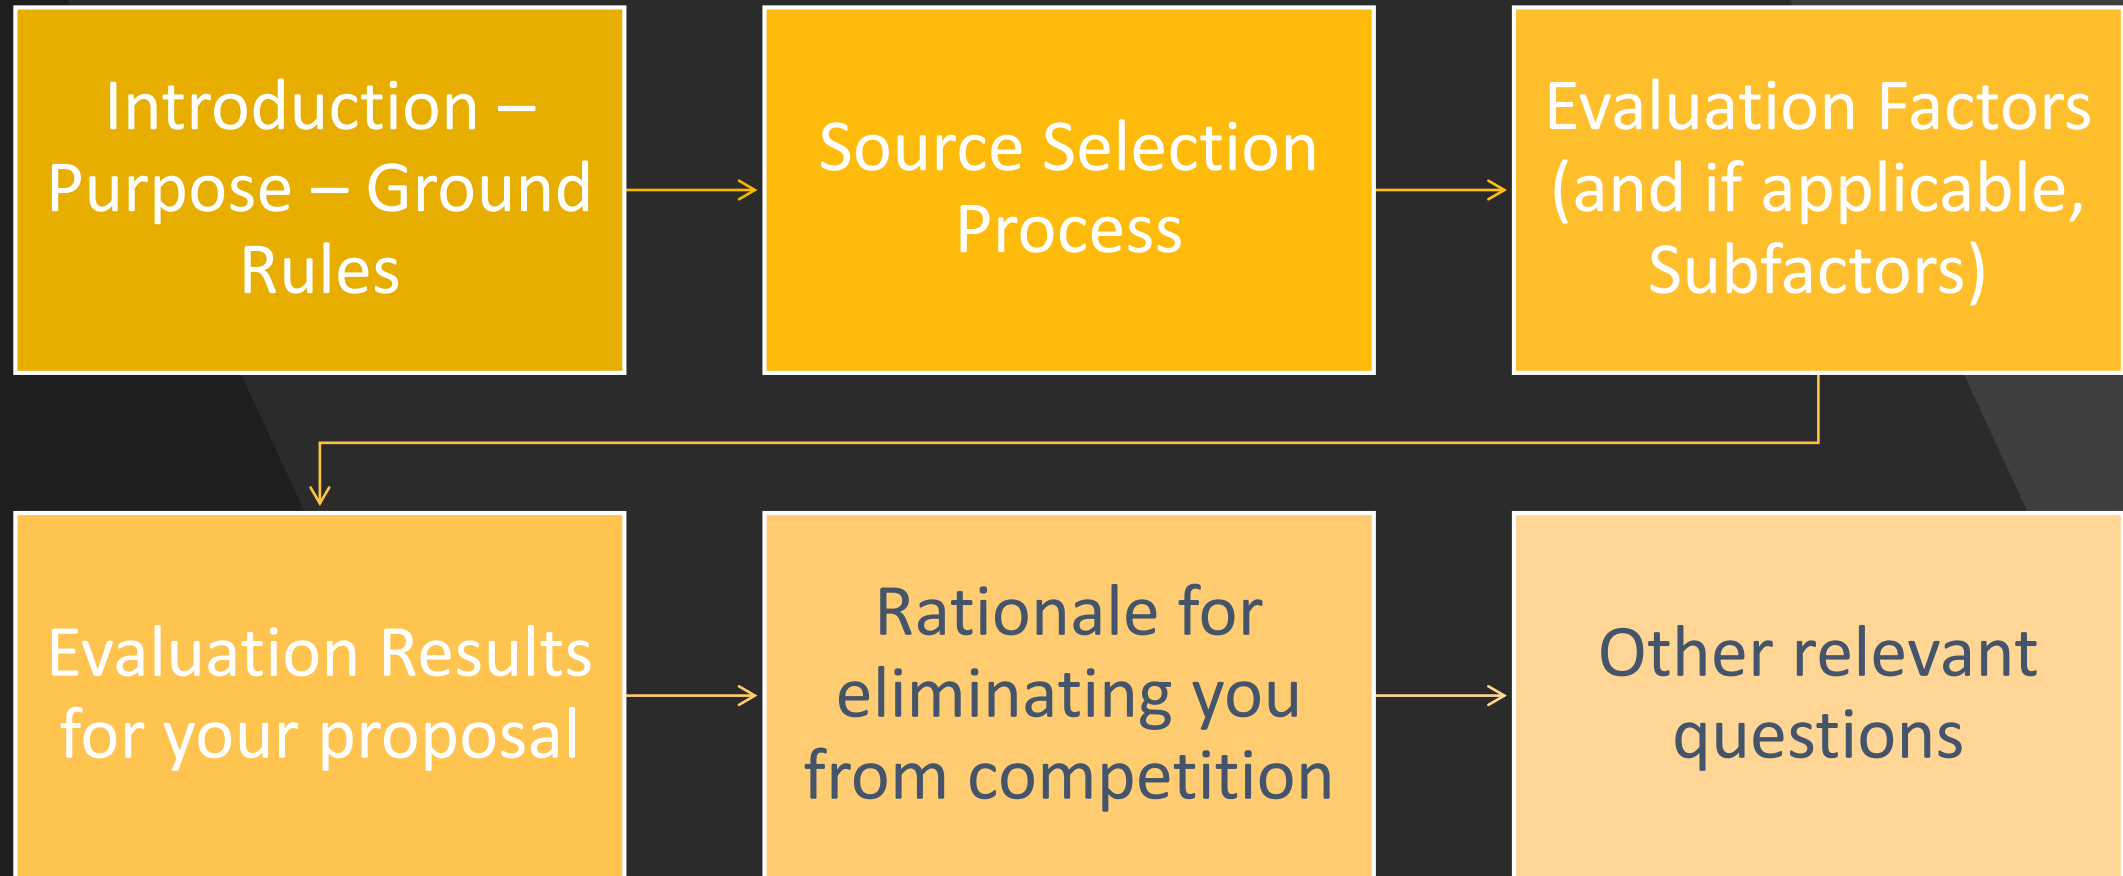 Introduction –
Purpose – Ground
Rules
Source Selection
Process
Evaluation Factors
(and if applicable,
Subfactors)
Evaluation Results
for your proposal
Rationale for
eliminating you
from competition
Other relevant
questions